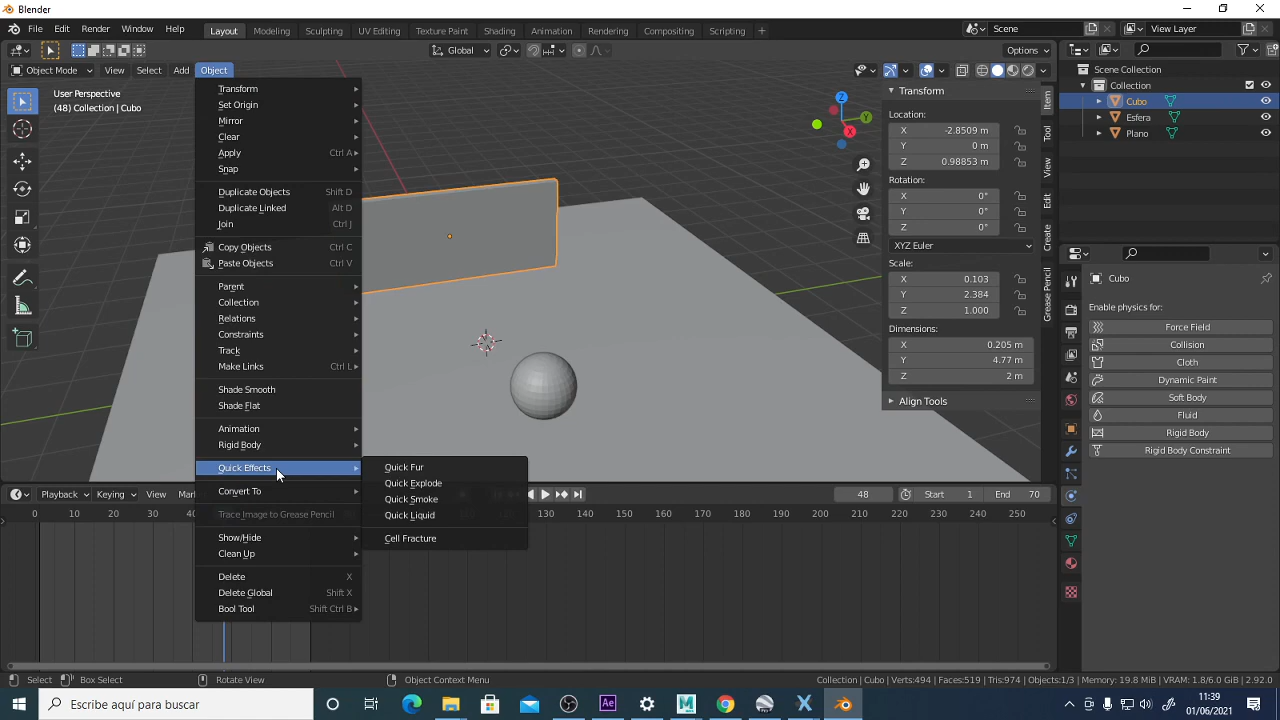 Blender
File Edit Render Window Help Layout Modeling Sculpting UV Editing Texture Paint Shading Animation Rendering Compositing Scripting + Scene View Layer
Global Options
Object Mode View Select Add Object
User Perspective
(48) Collection | Cubo
Transform
Set Origin
Mirror
Clear
Apply Ctrl A
Snap
Duplicate Objects Shift D
Duplicate Linked Alt D
Join Ctrl J
Copy Objects Ctrl C
Paste Objects Ctrl V
Parent
Collection
Relations
Constraints
Track
Make Links Ctrl L
Shade Smooth
Shade Flat
Animation
Rigid Body
Quick Effects
Convert To
Trace Image to Grease Pencil
Show/Hide
Clean Up
Delete X
Delete Global Shift X
Bool Tool Shift Ctrl B
Quick Fur
Quick Explode
Quick Smoke
Quick Liquid
Cell Fracture
Z
Y
X
Transform
Location:
X -2.8509 m
Y 0 m
Z 0.98853 m
Rotation:
X 0°
Y 0°
Z 0°
XYZ Euler
Scale:
X 0.103
Y 2.384
Z 1.000
Dimensions:
X 0.205 m
Y 4.77 m
Z 2 m
Align Tools
Item
Tool
View
Edit
Create
Grease Pencil
Scene Collection
Collection
Cubo
Esfera
Plano
Cubo
Enable physics for:
Force Field
Collision
Cloth
Dynamic Paint
Soft Body
Fluid
Rigid Body
Rigid Body Constraint
Playback Keying View Mar 48 Start 1 End 70
0 10 20 30 130 140 150 160 170 180 190 200 210 220 230 240 250
Select Box Select Rotate View Object Context Menu Collection | Cubo | Verts:494 | Faces:519 | Tris:974 | Objects:1/3 | Memory: 19.8 MiB | VRAM: 1.8/6.0 GiB | 2.92.0
Escribe aquí para buscar
Ae
M
11:39
01/06/2021